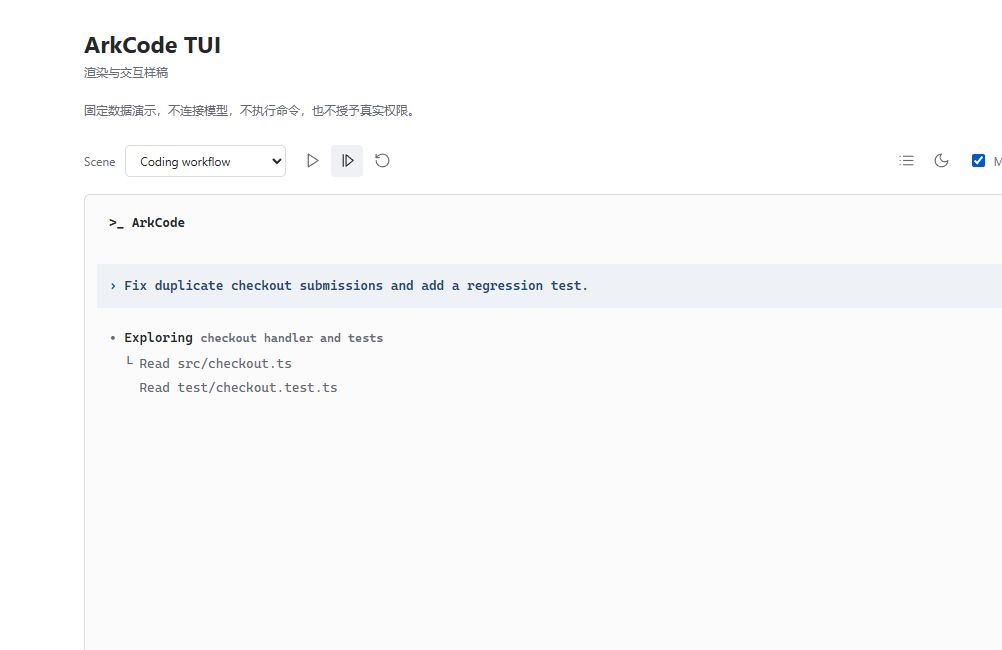 ArkCode TUI
渲染与交互样稿
固定数据演示，不连接模型，不执行命令，也不授予真实权限。
Scene Coding workflow M
>_ ArkCode
› Fix duplicate checkout submissions and add a regression test.
• Exploring checkout handler and tests
└ Read src/checkout.ts
Read test/checkout.test.ts